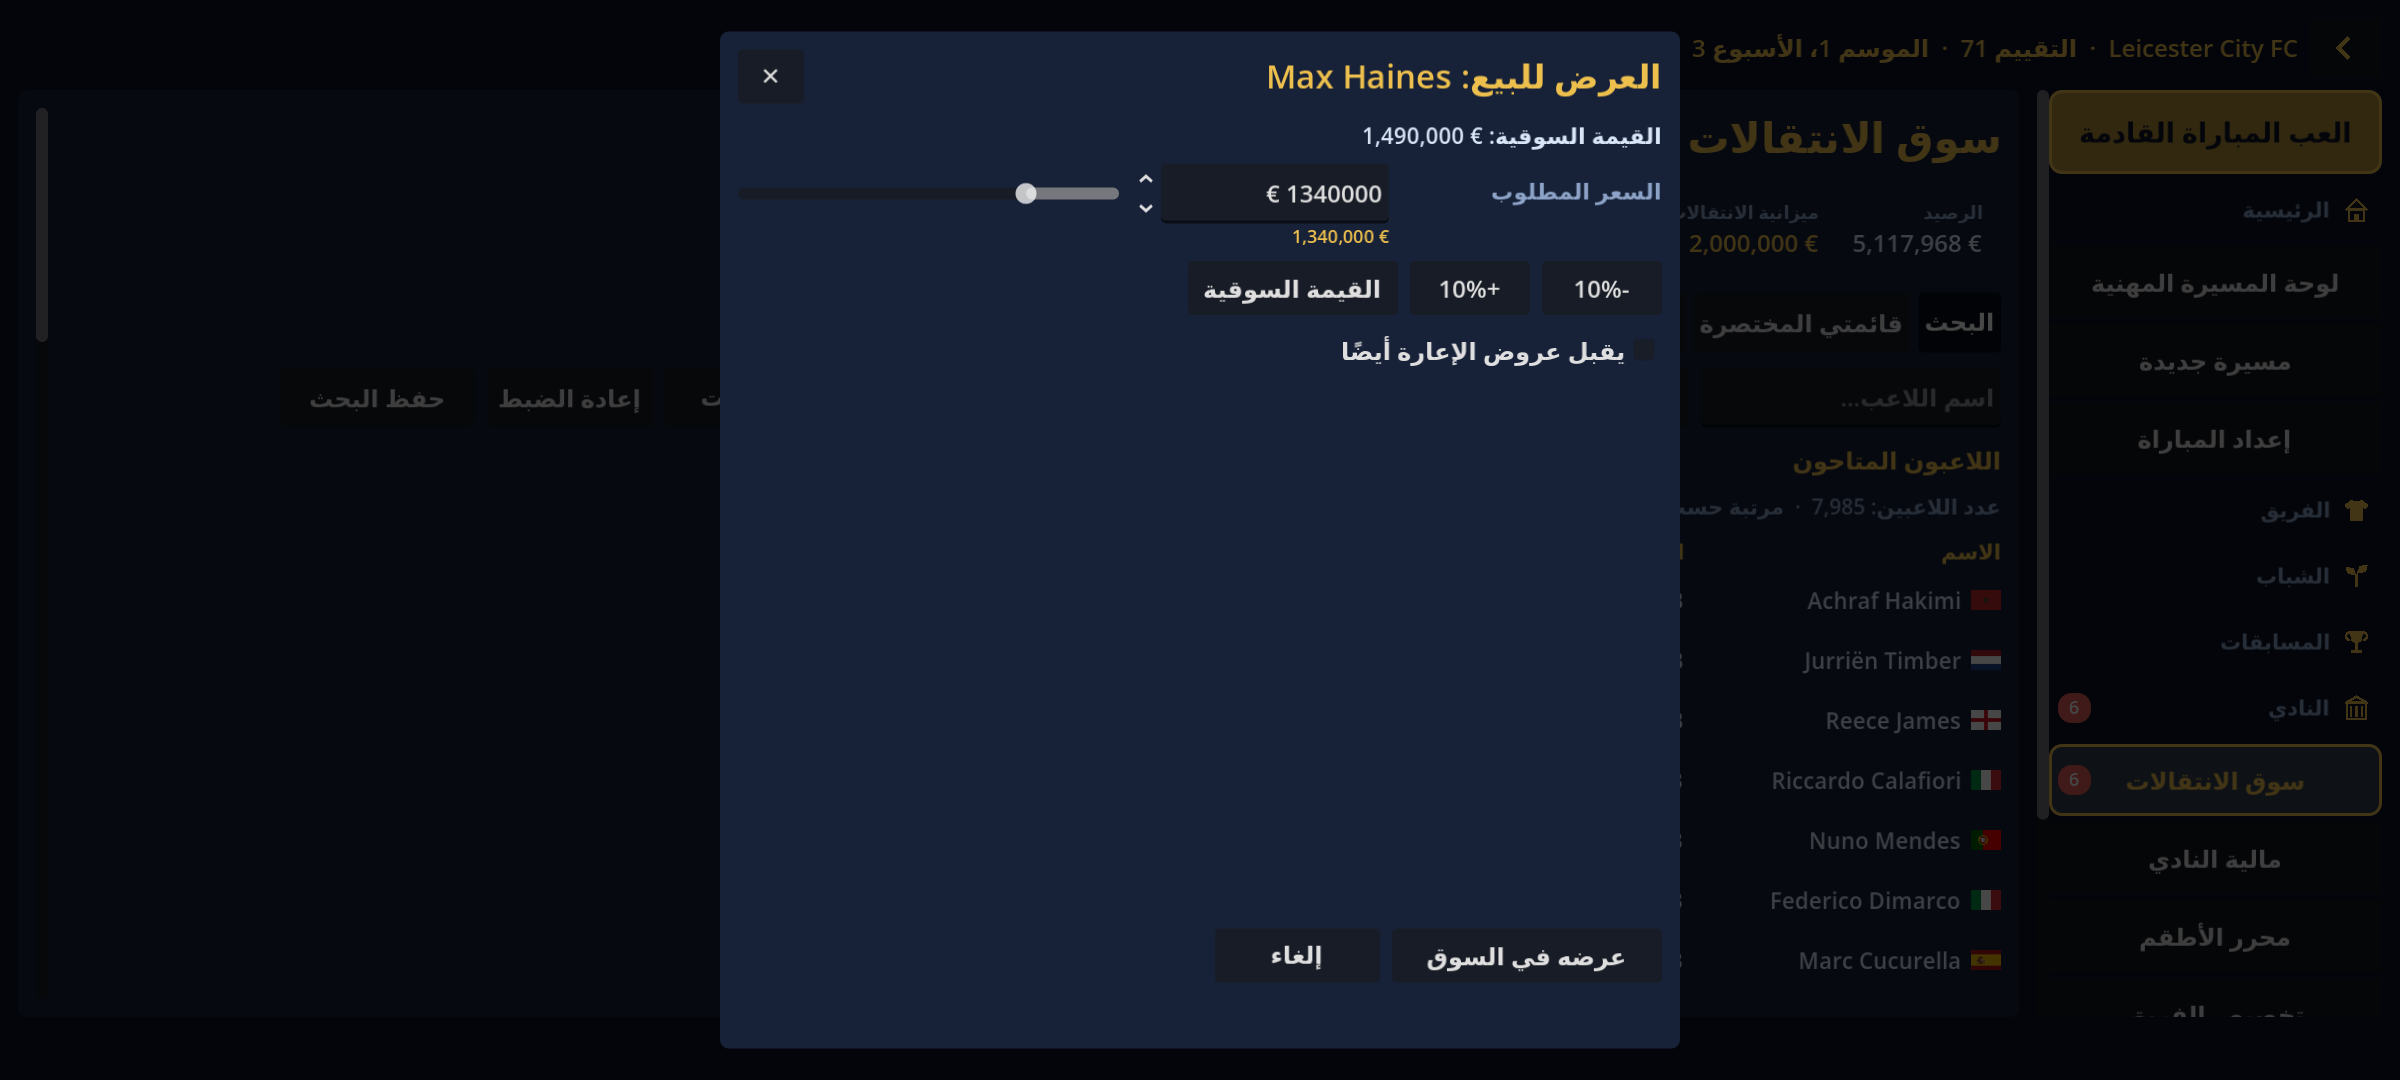 Leicester City FC · التقييم 71 · الموسم 1، الأسبوع 3
العب المباراة القادمة
الرئيسية
لوحة المسيرة المهنية
مسيرة جديدة
إعداد المباراة
الفريق
الشباب
المسابقات
النادي
6
سوق الانتقالات
6
مالية النادي
محرر الأطقم
سوق الانتقالات
الرصيد
5,117,968 €
ميزانية الانتقالات
2,000,000 €
البحث
قائمتي المختصرة
اسم اللاعب...
إعادة الضبط
حفظ البحث
اللاعبون المتاحون
عدد اللاعبين: 7,985 · مرتبة
الاسم
Achraf Hakimi
Jurriën Timber
Reece James
Riccardo Calafiori
Nuno Mendes
Federico Dimarco
Marc Cucurella
العرض للبيع: Max Haines
×
القيمة السوقية: € 1,490,000
السعر المطلوب
€ 1340000
1,340,000 €
10%-
10%+
القيمة السوقية
يقبل عروض الإعارة أيضًا
عرضه في السوق
إلغاء